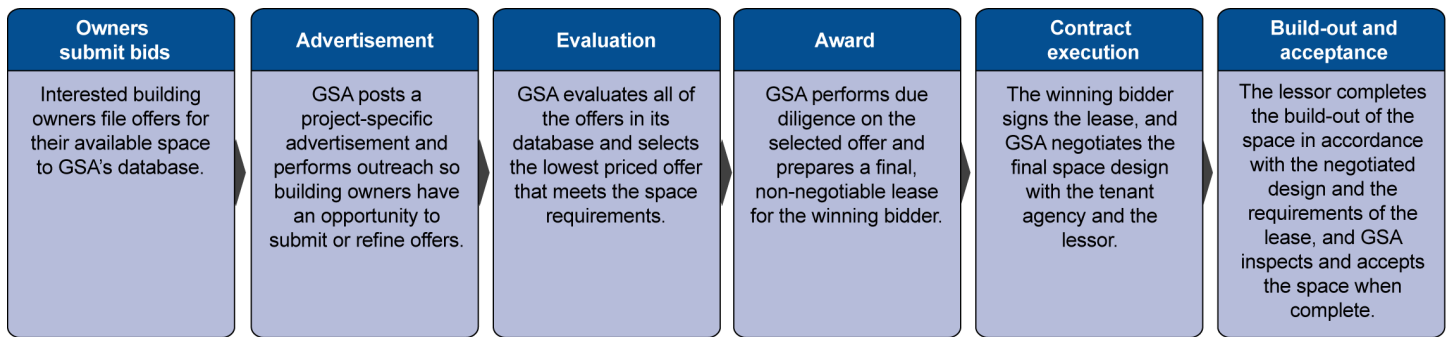 Owners
submit bids
Interested building
owners file offers for
their available space
to GSA’s database.
Advertisement
GSA posts a
project-specific
advertisement and
performs outreach so
building owners have
an opportunity to
submit or refine offers.
Evaluation
GSA evaluates all of
the offers in its
database and selects
the lowest priced offer
that meets the space
requirements.
Award
GSA performs due
diligence on the
selected offer and
prepares a final,
non-negotiable lease
for the winning bidder.
Contract
execution
The winning bidder
signs the lease, and
GSA negotiates the
final space design
with the tenant
agency and the
lessor.
Build-out and
acceptance
The lessor completes
the build-out of the
space in accordance
with the negotiated
design and the
requirements of the
lease, and GSA
inspects and accepts
the space when
complete.